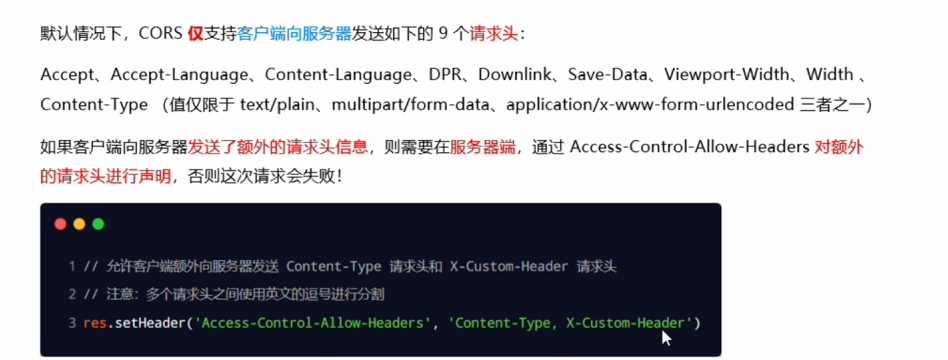 默认情况下，CORS 仅支持客户端向服务器发送如下的 9 个请求头：
Accept、Accept-Language、Content-Language、DPR、Downlink、Save-Data、Viewport-Width、Width 、
Content-Type （值仅限于 text/plain、multipart/form-data、application/x-www-form-urlencoded 三者之一）
如果客户端向服务器发送了额外的请求头信息，则需要在服务器端，通过 Access-Control-Allow-Headers 对额外
的请求头进行声明，否则这次请求会失败！
1 // 允许客户端额外向服务器发送 Content-Type 请求头和 X-Custom-Header 请求头
2 // 注意：多个请求头之间使用英文的逗号进行分割
3 res.setHeader('Access-Control-Allow-Headers', 'Content-Type, X-Custom-Header')